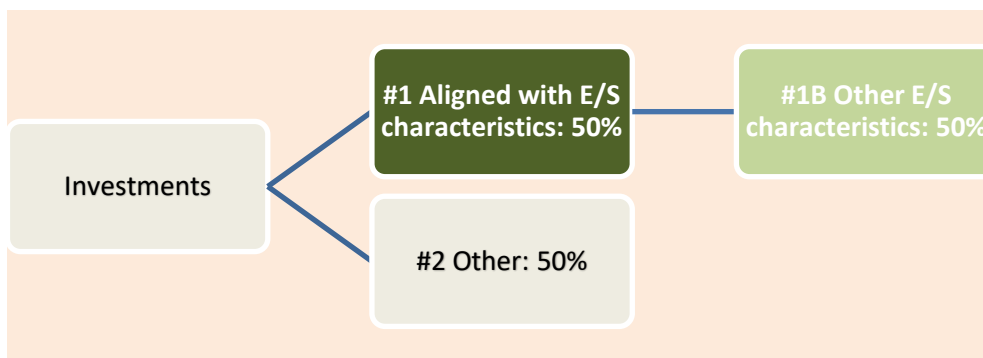 #1 Aligned with E/S
characteristics: 50%
#1B Other E/S
characteristics: 50%
Investments
#2 Other: 50%